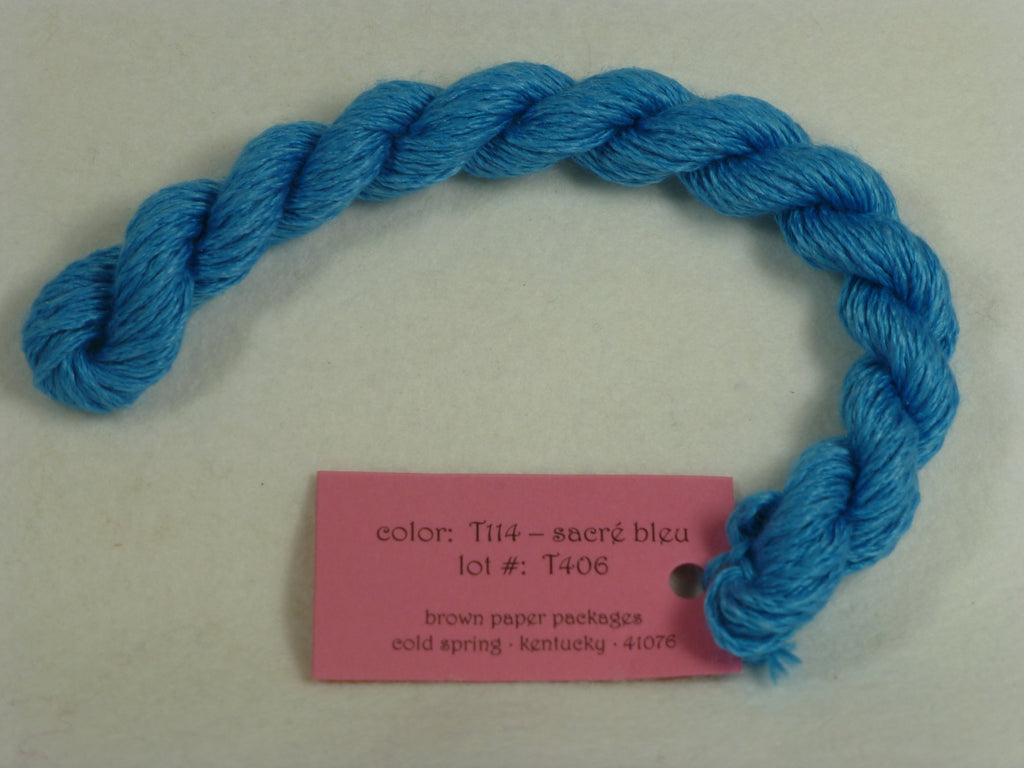 color: T114 – sacré bleu
lot #: T406
brown paper packages
cold spring · kentucky · 41076